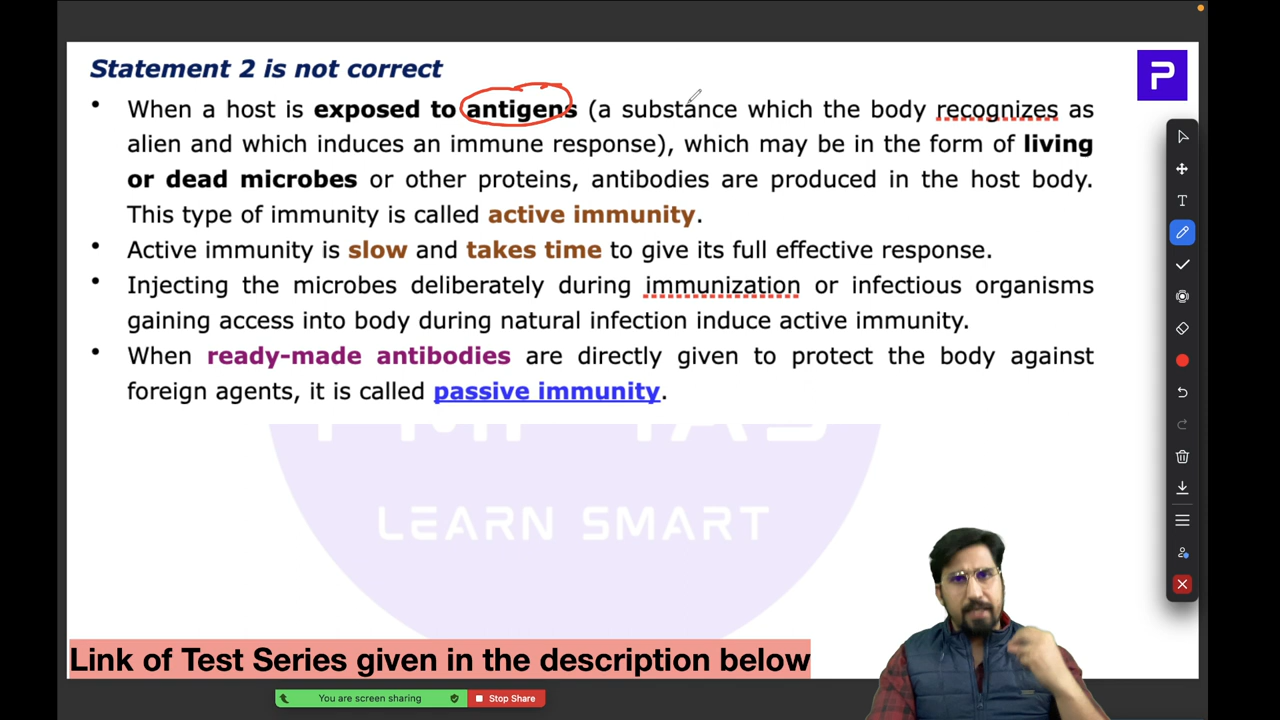 Statement 2 is not correct
P
• When a host is exposed to antigens (a substance which the body recognizes as
alien and which induces an immune response), which may be in the form of living
or dead microbes or other proteins, antibodies are produced in the host body.
This type of immunity is called active immunity.
• Active immunity is slow and takes time to give its full effective response.
• Injecting the microbes deliberately during immunization or infectious organisms
gaining access into body during natural infection induce active immunity.
• When ready-made antibodies are directly given to protect the body against
foreign agents, it is called passive immunity.
LEARN SMART
Link of Test Series given in the description below
You are screen sharing
Stop Share
T